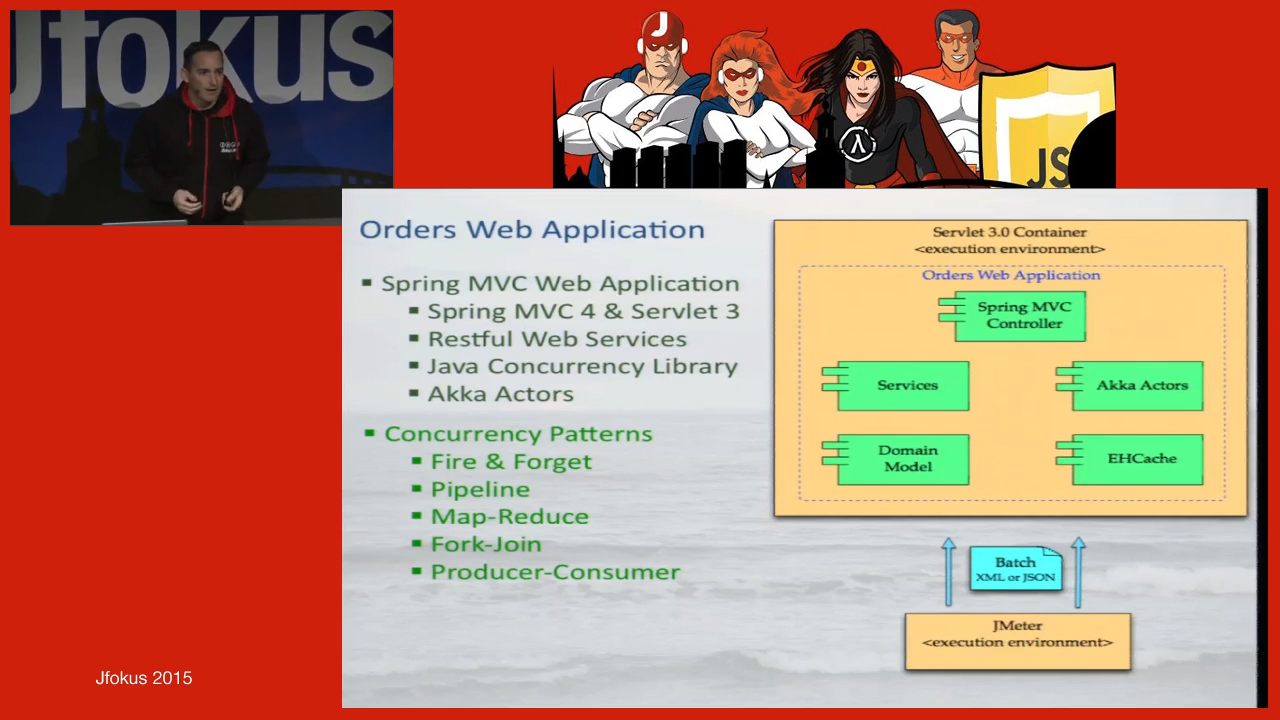 Jfokus
J
JS
Orders Web Application
▪ Spring MVC Web Application
▪ Spring MVC 4 & Servlet 3
▪ Restful Web Services
▪ Java Concurrency Library
▪ Akka Actors
▪ Concurrency Patterns
▪ Fire & Forget
▪ Pipeline
▪ Map-Reduce
▪ Fork-Join
▪ Producer-Consumer
Servlet 3.0 Container
<execution environment>
Orders Web Application
Spring MVC
Controller
Services
Akka Actors
Domain
Model
EHCache
Batch
XML or JSON
JMeter
<execution environment>
Jfokus 2015